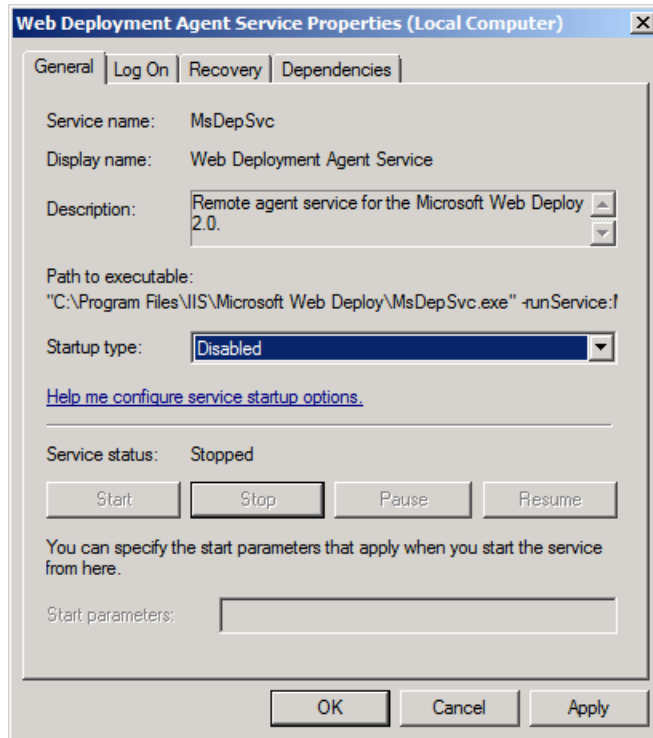 Web Deployment Agent Service Properties (Local Computer)
General Log On Recovery Dependencies
Service name: MsDepSvc
Display name: Web Deployment Agent Service
Description: Remote agent service for the Microsoft Web Deploy
2.0.
Path to executable:
"C:\Program Files\IIS\Microsoft Web Deploy\MsDepSvc.exe" -runService:
Startup type: Disabled
Help me configure service startup options.
Service status: Stopped
Start Stop Pause Resume
You can specify the start parameters that apply when you start the service
from here.
Start parameters:
OK Cancel Apply